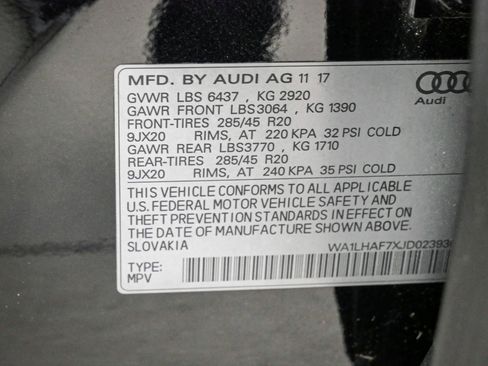 MFD. BY AUDI AG 11 17
GVWR LBS 6437 , KG 2920
GAWR FRONT LBS3064 , KG 1390
FRONT-TIRES 285/45 R20
9JX20 RIMS, AT 220 KPA 32 PSI COLD
GAWR REAR LBS3770 , KG 1710
REAR-TIRES 285/45 R20
9JX20 RIMS, AT 240 KPA 35 PSI COLD
Audi
THIS VEHICLE CONFORMS TO ALL APPLICABLE
U.S. FEDERAL MOTOR VEHICLE SAFETY AND
THEFT PREVENTION STANDARDS IN EFFECT ON
THE DATE OF MANUFACTURE SHOWN ABOVE.
SLOVAKIA
TYPE:
MPV